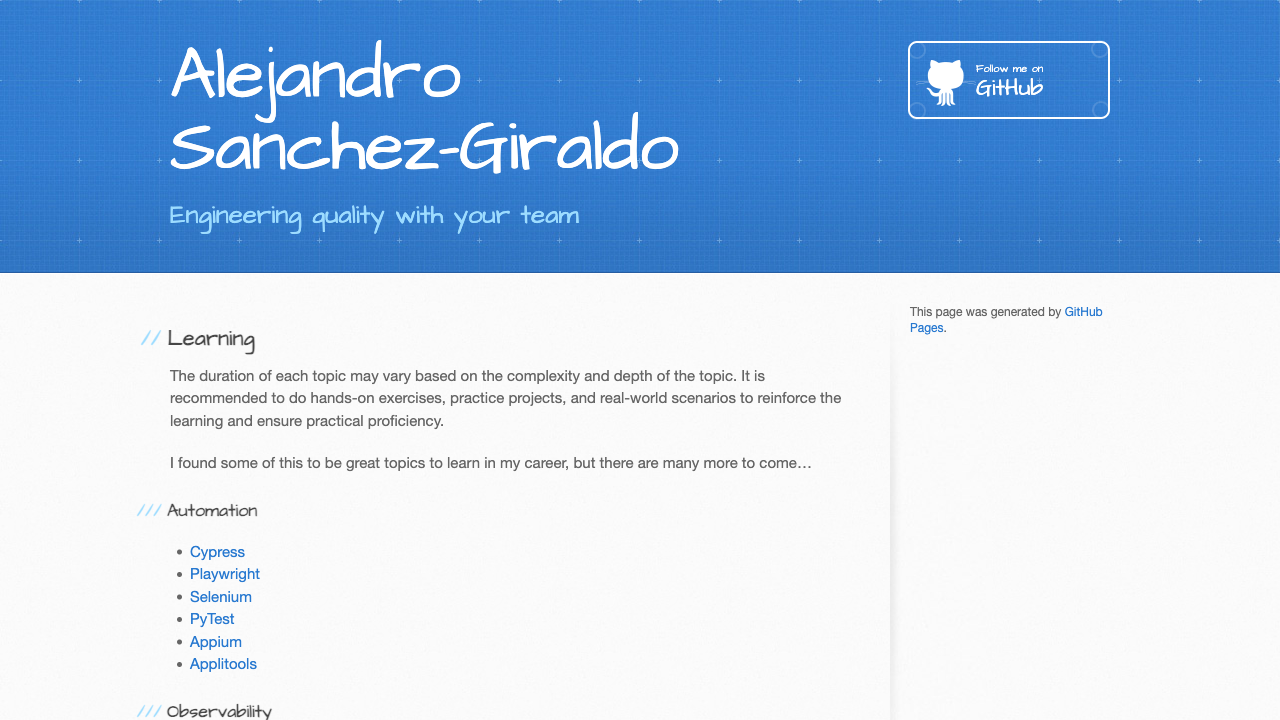 Alejandro
Sanchez-Giraldo
Engineering quality with your team
Follow me on
GitHub
This page was generated by GitHub
Pages.
// Learning
The duration of each topic may vary based on the complexity and depth of the topic. It is
recommended to do hands-on exercises, practice projects, and real-world scenarios to reinforce the
learning and ensure practical proficiency.
I found some of this to be great topics to learn in my career, but there are many more to come…
/// Automation
• Cypress
• Playwright
• Selenium
• PyTest
• Appium
• Applitools
/// Observability